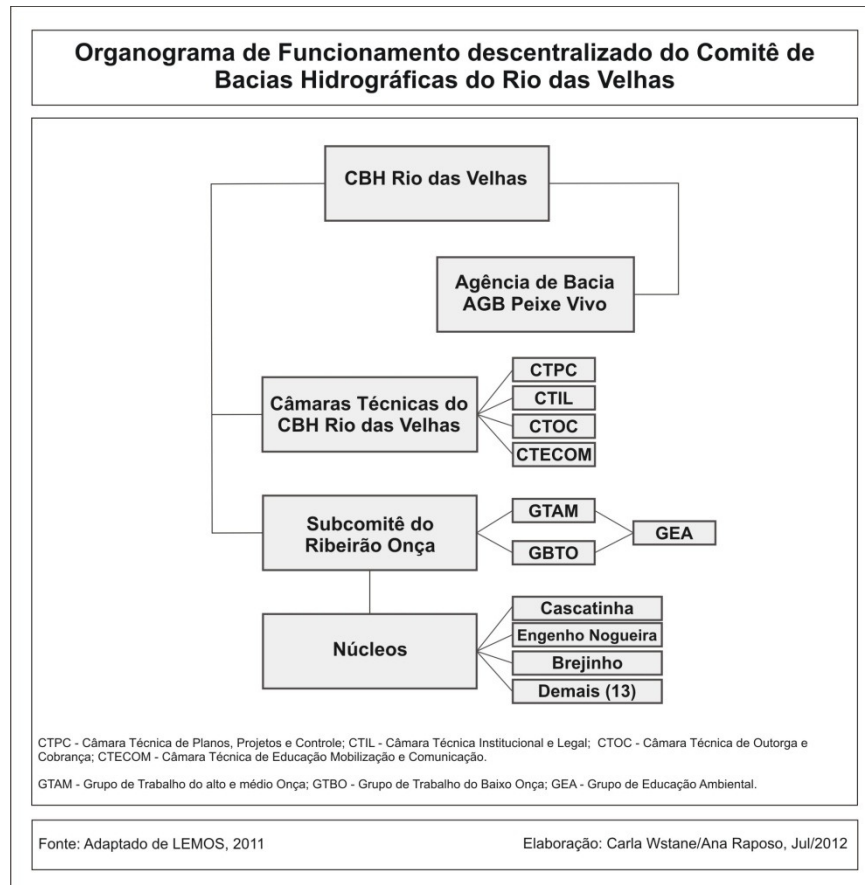 Organograma de Funcionamento descentralizado do Comitê de
Bacias Hidrográficas do Rio das Velhas
CBH Rio das Velhas
Agência de Bacia
AGB Peixe Vivo
Câmaras Técnicas do
CBH Rio das Velhas
CTPC
CTIL
CTOC
CTECOM
Subcomitê do
Ribeirão Onça
GTAM
GBTO
GEA
Núcleos
Cascatinha
Engenho Nogueira
Brejinho
Demais (13)
CTPC - Câmara Técnica de Planos, Projetos e Controle; CTIL - Câmara Técnica Institucional e Legal; CTOC - Câmara Técnica de Outorga e
Cobrança; CTECOM - Câmara Técnica de Educação Mobilização e Comunicação.
GTAM - Grupo de Trabalho do alto e médio Onça; GTBO - Grupo de Trabalho do Baixo Onça; GEA - Grupo de Educação Ambiental.
Fonte: Adaptado de LEMOS, 2011
Elaboração: Carla Wstane/Ana Raposo, Jul/2012